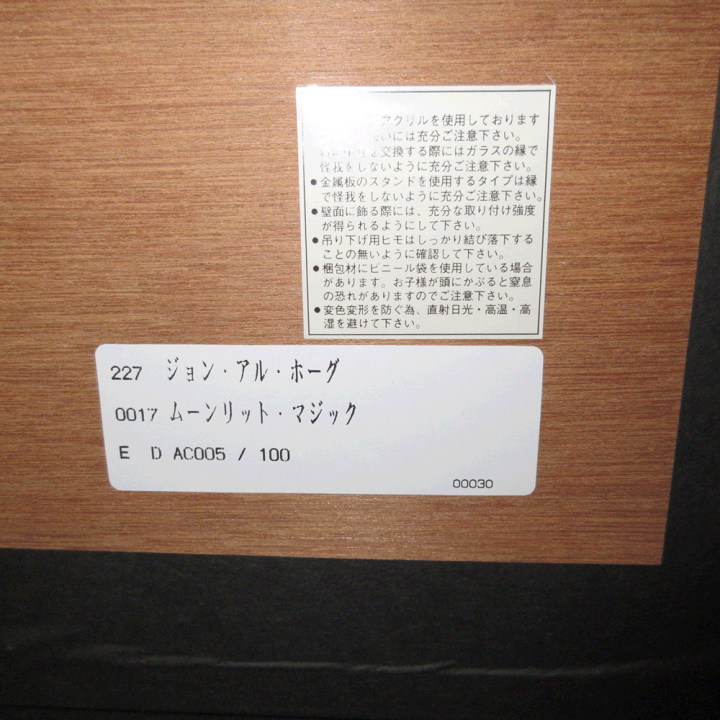 アクリルを使用しております
いには充分ご注意下さい。
を交換する際にはガラスの縁で
怪我をしないように充分ご注意下さい。
●金属板のスタンドを使用するタイプは縁
で怪我をしないように充分ご注意下さい。
●壁面に飾る際には、充分な取り付け強度
が得られるようにして下さい。
●吊り下げ用ヒモはしっかり結び落下する
ことの無いように確認して下さい。
●梱包材にビニール袋を使用している場合
があります。お子様が頭にかぶると窒息
の恐れがありますのでご注意下さい。
●変色変形を防ぐ為、直射日光・高温・高
湿を避けて下さい。
227 ジョン・アル・ホーグ
0017 ムーンリット・マジック
E D AC005 / 100
00030